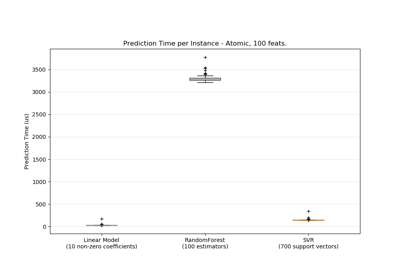 Prediction Time per Instance - Atomic, 100 feats.
Prediction Time (us)
3500
3000
2500
2000
1500
1000
500
0
Linear Model
(10 non-zero coefficients)
RandomForest
(100 estimators)
SVR
(700 support vectors)